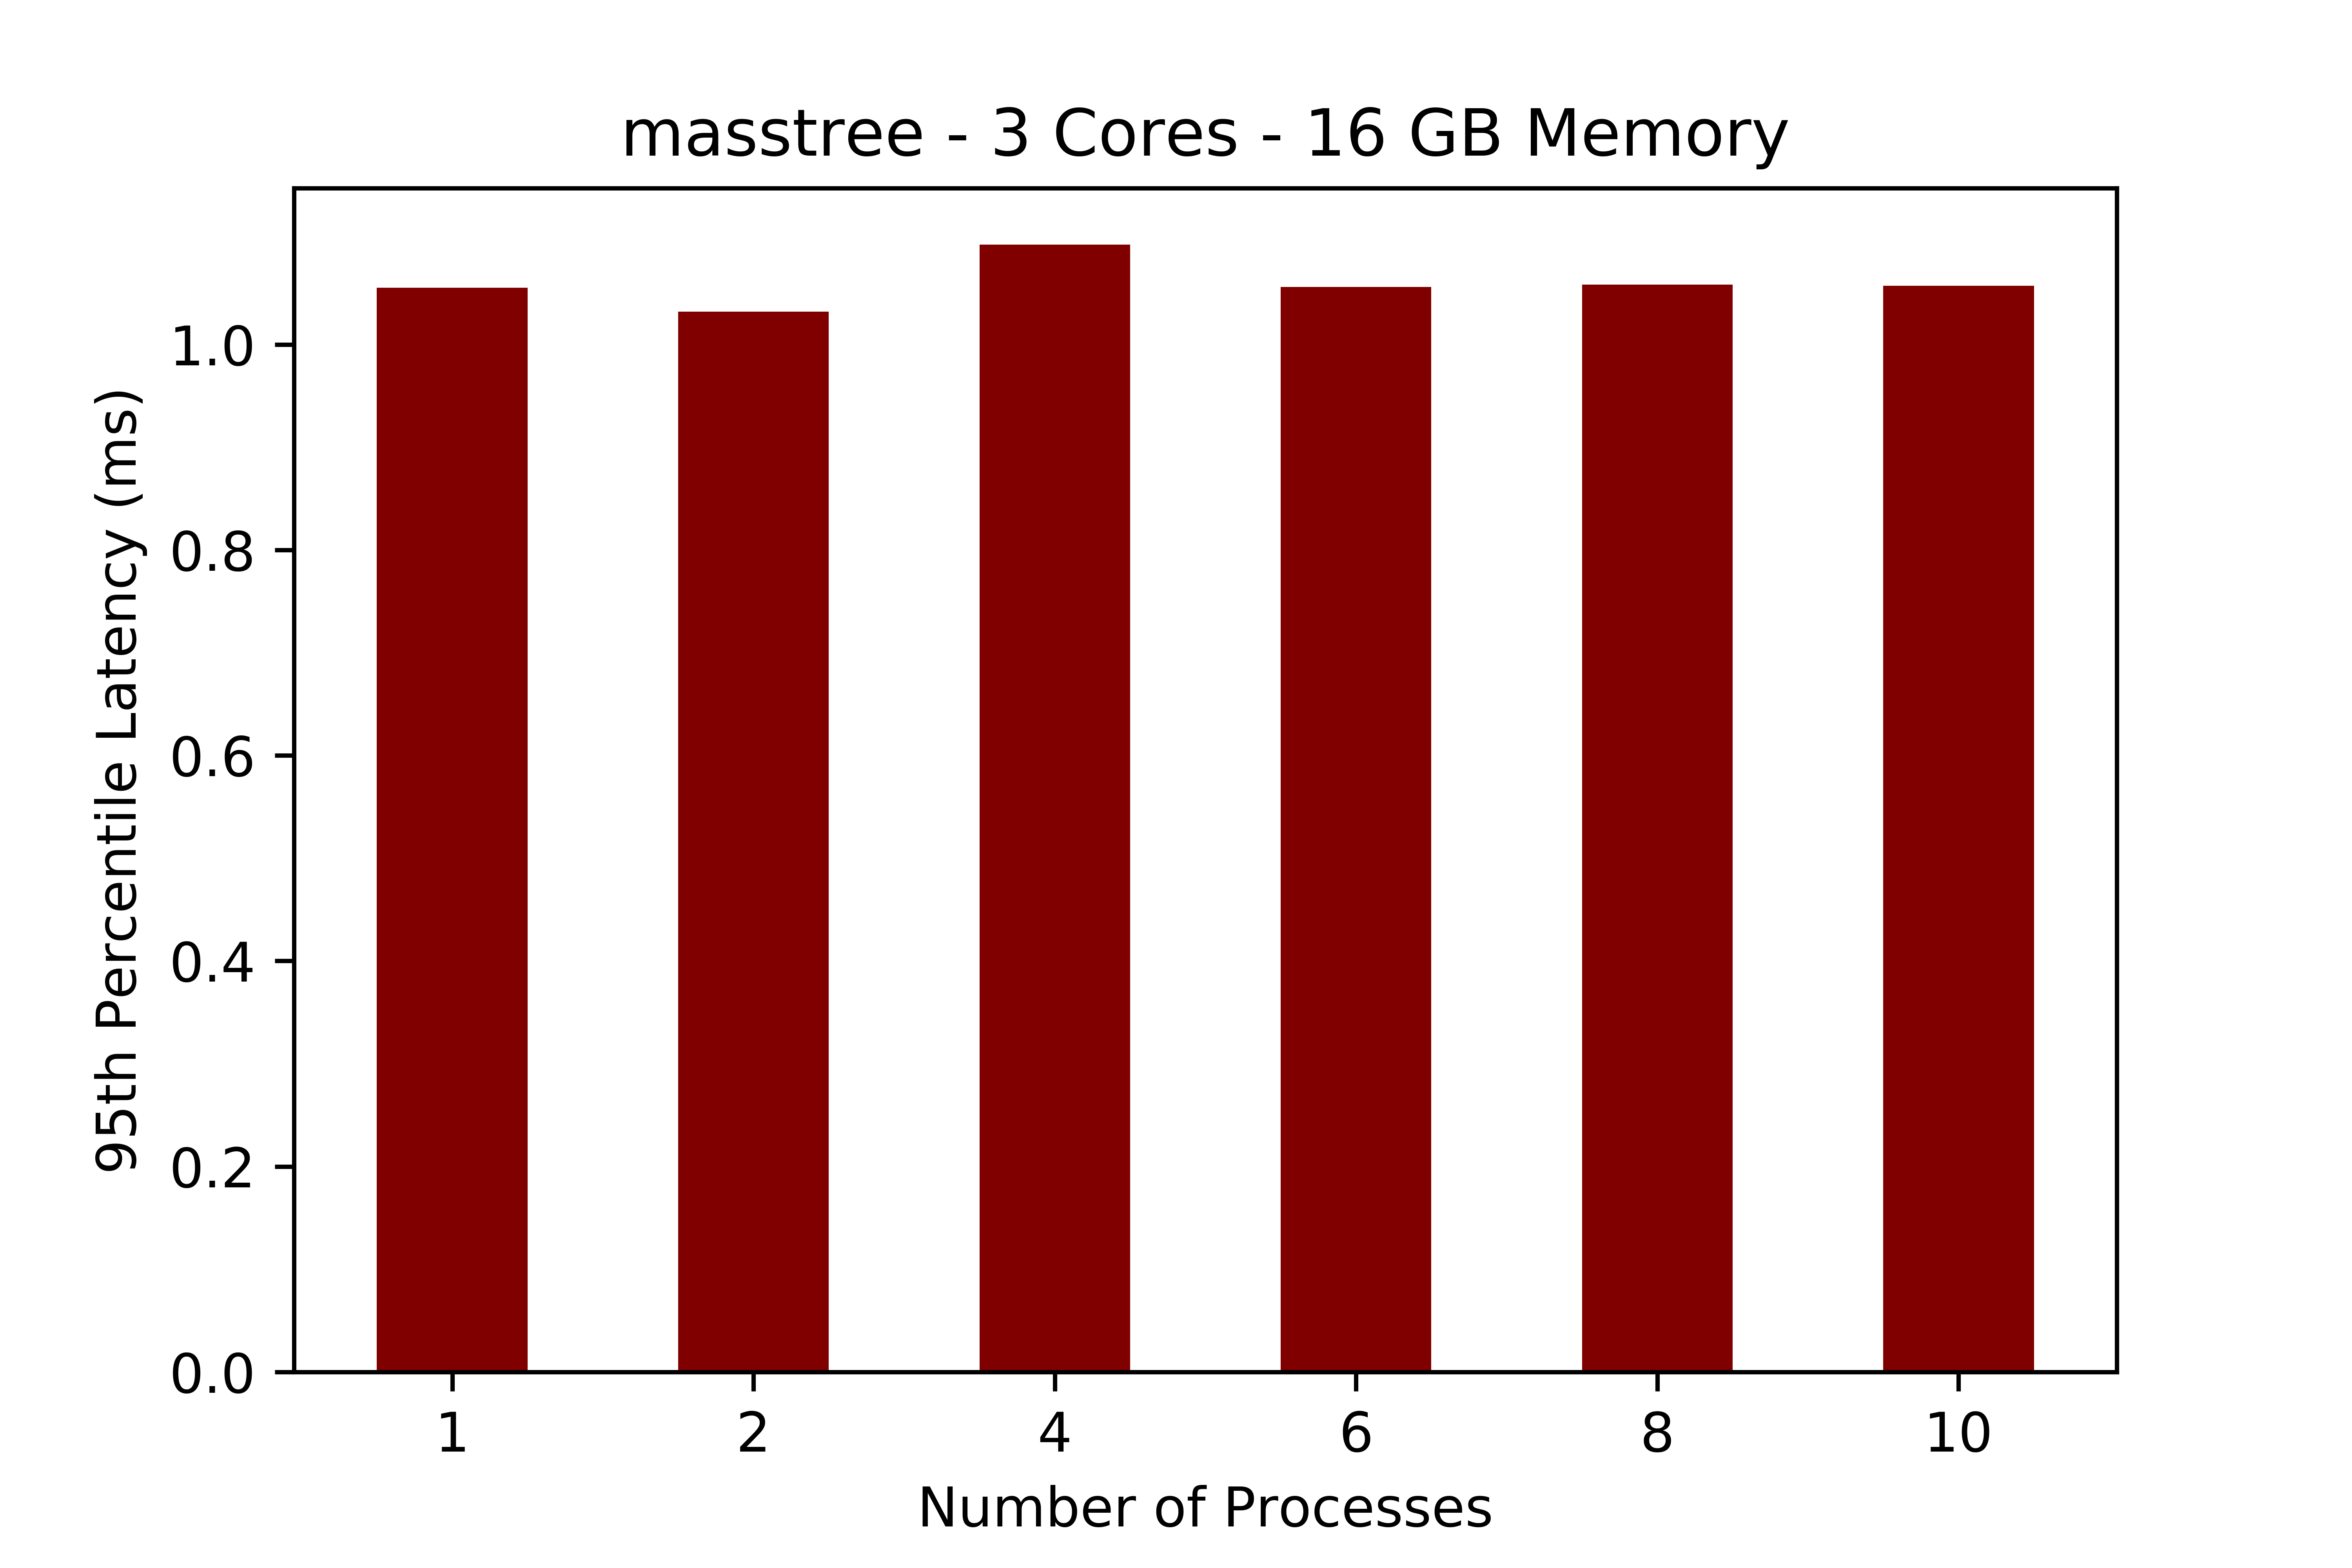 masstree - 3 Cores - 16 GB Memory
95th Percentile Latency (ms)
1.0
0.8
0.6
0.4
0.2
0.0
1 2 4 6 8 10
Number of Processes